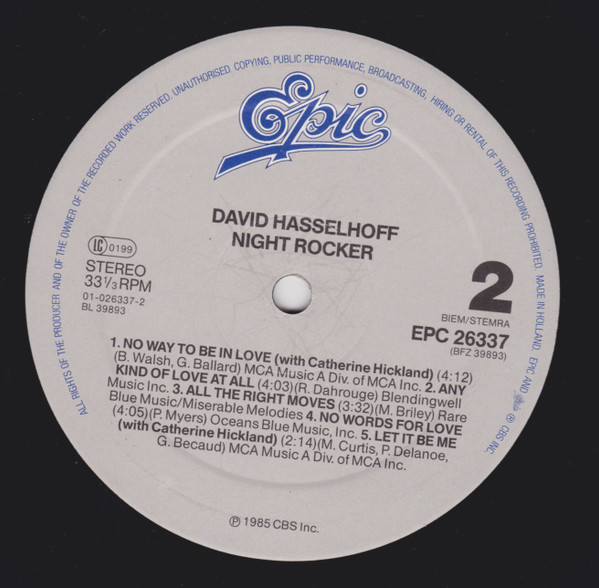 ALL RIGHTS OF THE PRODUCER AND OF THE OWNER OF THE RECORDED WORK RESERVED. UNAUTHORISED COPYING, PUBLIC PERFORMANCE, BROADCASTING, HIRING OR RENTAL OF THIS RECORDING PROHIBITED. MADE IN HOLLAND. EPIC AND
℗ CBS INC.
Epic
DAVID HASSELHOFF
NIGHT ROCKER
LC 0199
STEREO
33 1/3 RPM
01-026337-2
BL 39893
2
BIEM/STEMRA
EPC 26337
(BFZ 39893)
1. NO WAY TO BE IN LOVE (with Catherine Hickland) (4:12)
(B. Walsh, G. Ballard) MCA Music A Div. of MCA Inc. 2. ANY
KIND OF LOVE AT ALL (4:03)(R. Dahrouge) Blendingwell
Music Inc. 3. ALL THE RIGHT MOVES (3:32)(M. Briley) Rare
Blue Music/Miserable Melodies 4. NO WORDS FOR LOVE
(4:05)(P. Myers) Oceans Blue Music, Inc. 5. LET IT BE ME
(with Catherine Hickland) (2:14)(M. Curtis, P. Delanoe,
G. Becaud) MCA Music A Div. of MCA Inc.
℗ 1985 CBS Inc.